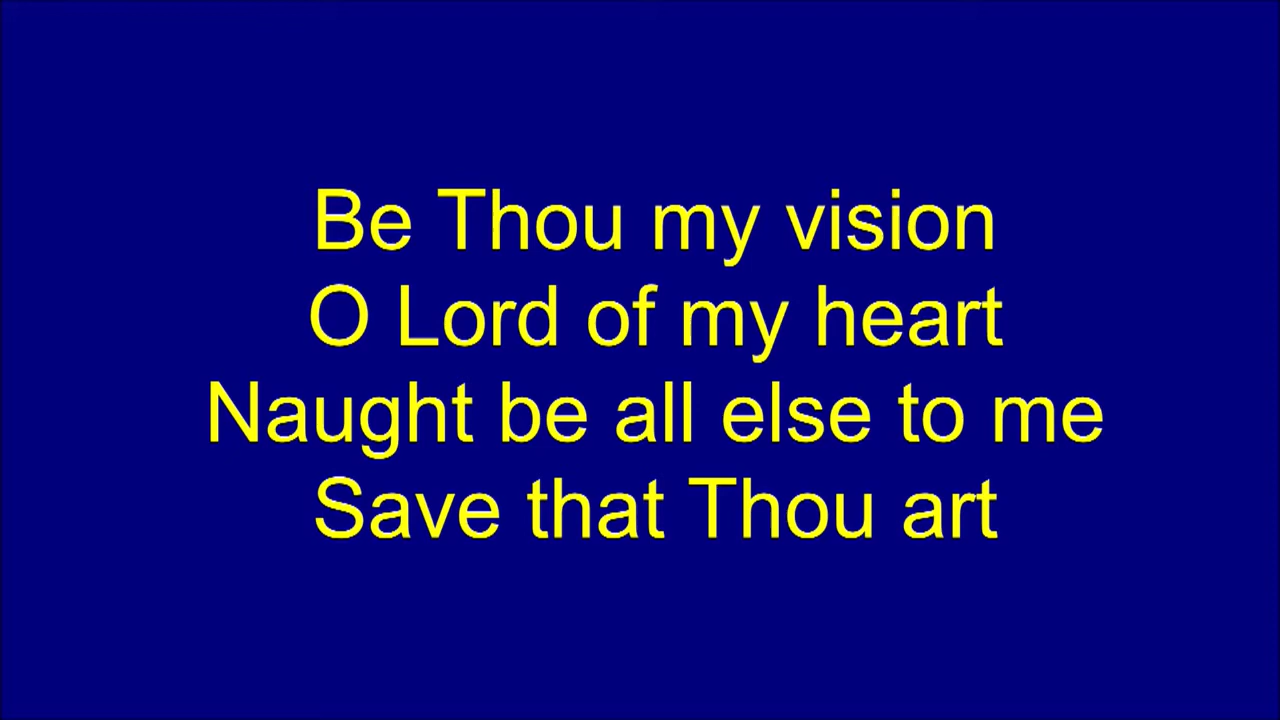 Be Thou my vision
O Lord of my heart
Naught be all else to me
Save that Thou art